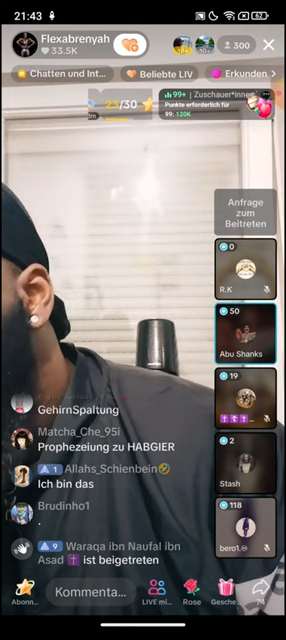 21:43
62
Flexabrenyah
33.5K
300
Chatten und Int...
Beliebte LIV
Erkunden
23/30
99+ | Zuschauer*innen
Punkte erforderlich für
99: 120K
Anfrage
zum
Beitreten
0
R.K
50
Abu Shanks
19
2
Stash
118
bero1.
GehirnSpaltung
Matcha_Che_95i
Prophezeiung zu HABGIER
1 Allahs_Schienbein
Ich bin das
Brudinho1
.
9 Waraqa ibn Naufal ibn
Asad ist beigetreten
Kommenta...
Abonn...
LIVE mi...
Rose
Gesche...
74